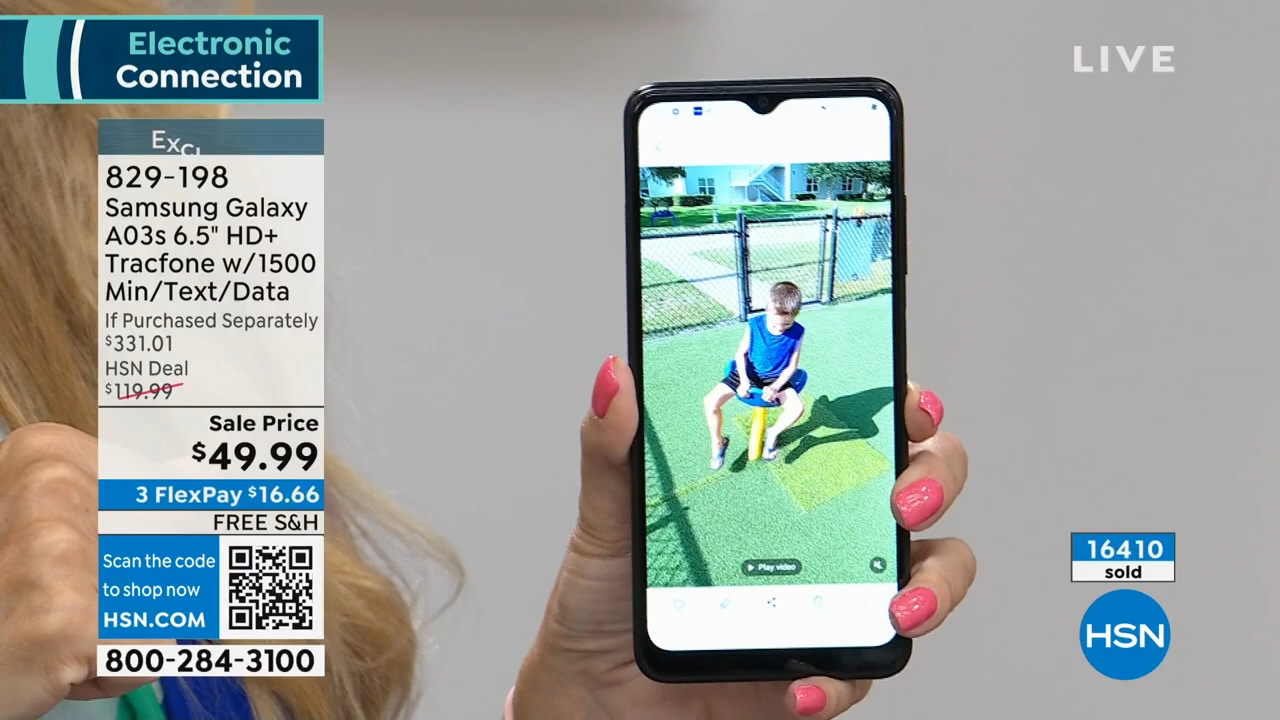 Electronic
Connection
LIVE
829-198
Samsung Galaxy
A03s 6.5" HD+
Tracfone w/1500
Min/Text/Data
If Purchased Separately
$331.01
HSN Deal
$119.99
Sale Price
$49.99
3 FlexPay $16.66
FREE S&H
Scan the code
to shop now
HSN.COM
800-284-3100
Play video
16410
sold
HSN